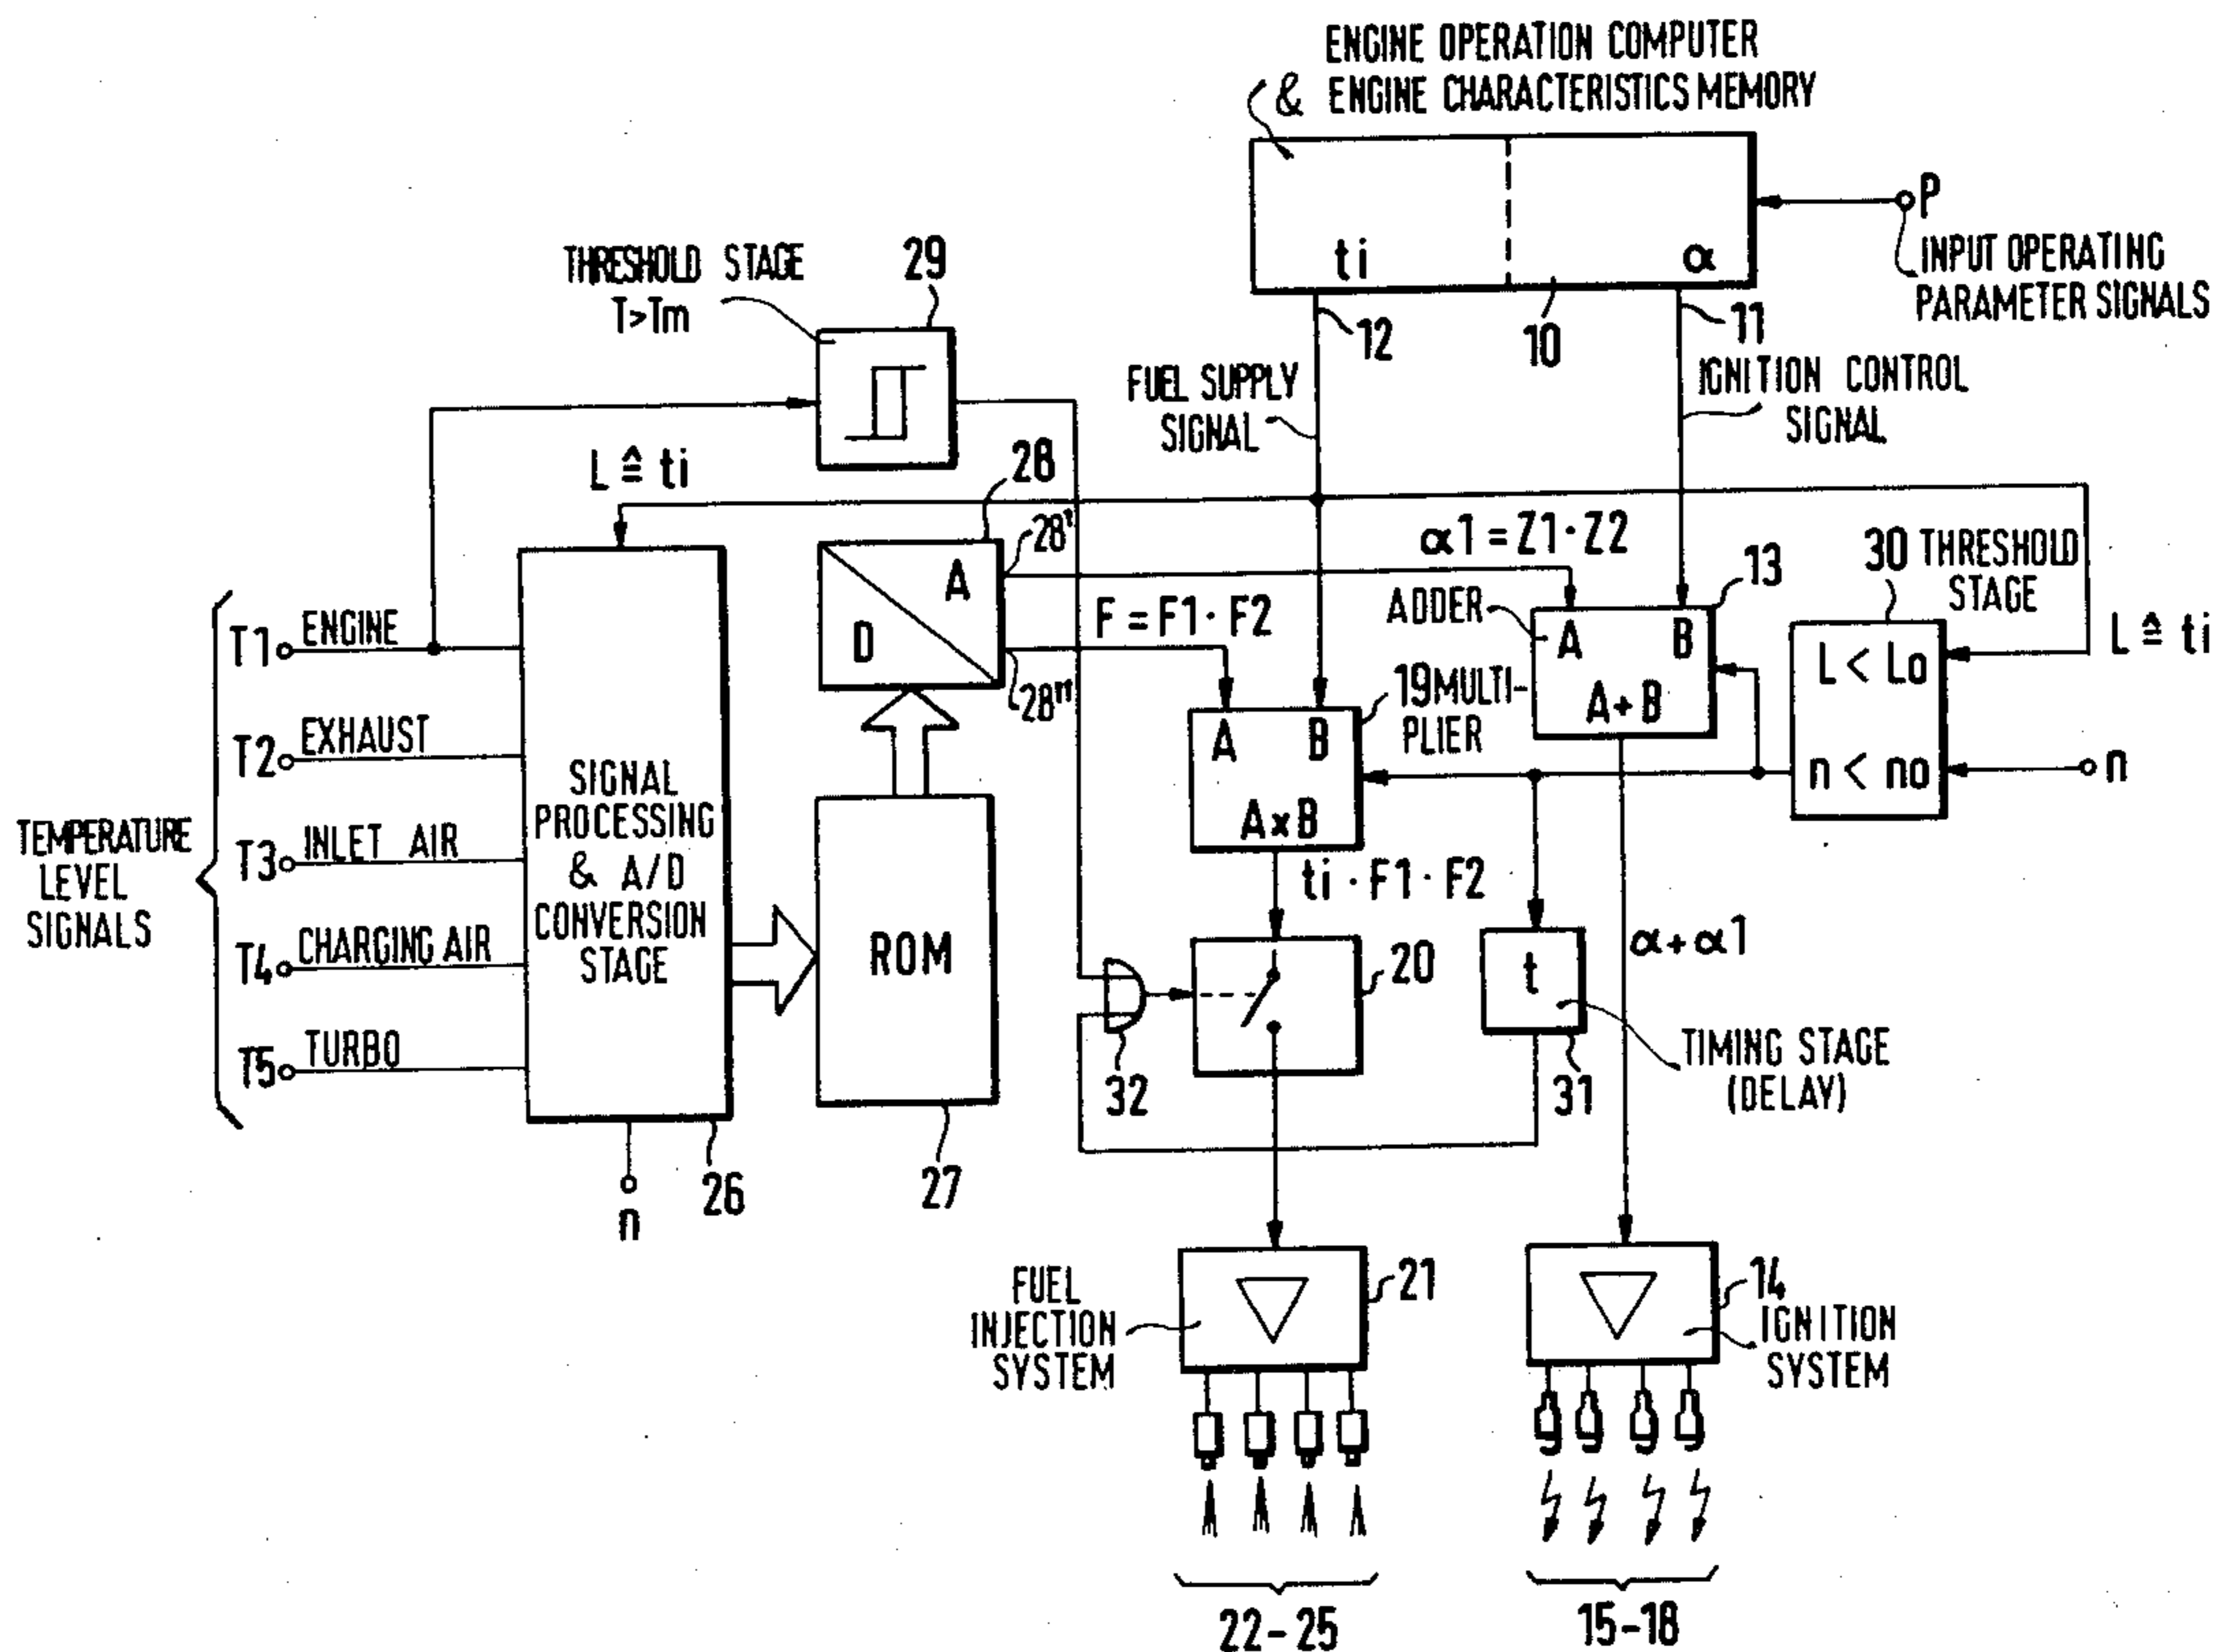 ENGINE OPERATION COMPUTER
& ENGINE CHARACTERISTICS MEMORY
ti
α
P
INPUT OPERATING
PARAMETER SIGNALS
12
10
11
FUEL SUPPLY
SIGNAL
IGNITION CONTROL
SIGNAL
THRESHOLD STAGE
T>Tm
29
L ≙ ti
28
28'
28"
A
D
α1 = Z1 · Z2
F = F1 · F2
ADDER
13
A B
A+B
30 THRESHOLD
STAGE
L < Lo
n < no
L ≙ ti
n
19 MULTI-
PLIER
A B
A x B
ti · F1 · F2
TEMPERATURE
LEVEL
SIGNALS
T1 ENGINE
T2 EXHAUST
T3 INLET AIR
T4 CHARGING AIR
T5 TURBO
SIGNAL
PROCESSING
& A/D
CONVERSION
STAGE
n
26
ROM
27
32
20
t
31
TIMING STAGE
(DELAY)
α+α1
FUEL
INJECTION
SYSTEM
21
14
IGNITION
SYSTEM
22-25
15-18